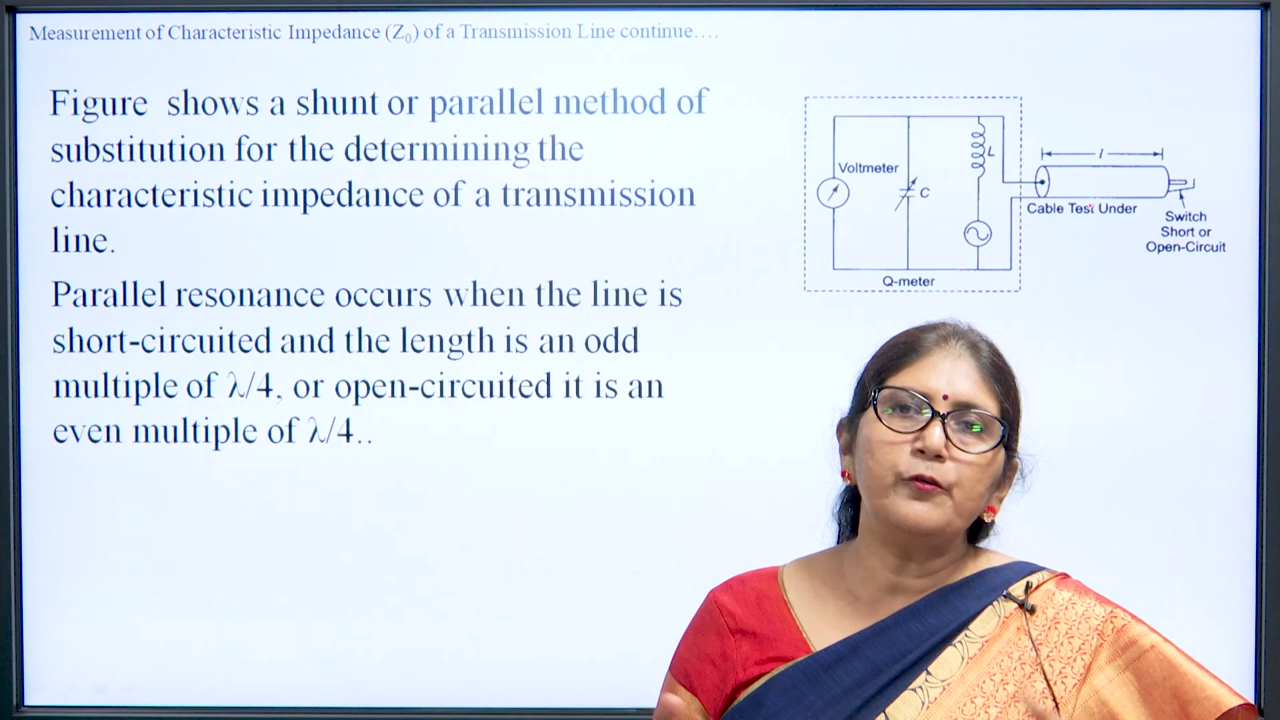 Measurement of Characteristic Impedance (Z₀) of a Transmission Line continue….
Figure shows a shunt or parallel method of
substitution for the determining the
characteristic impedance of a transmission
line.
Parallel resonance occurs when the line is
short-circuited and the length is an odd
multiple of λ/4, or open-circuited it is an
even multiple of λ/4..
Voltmeter
C
L
l
Cable Test Under
Switch
Short or
Open-Circuit
Q-meter